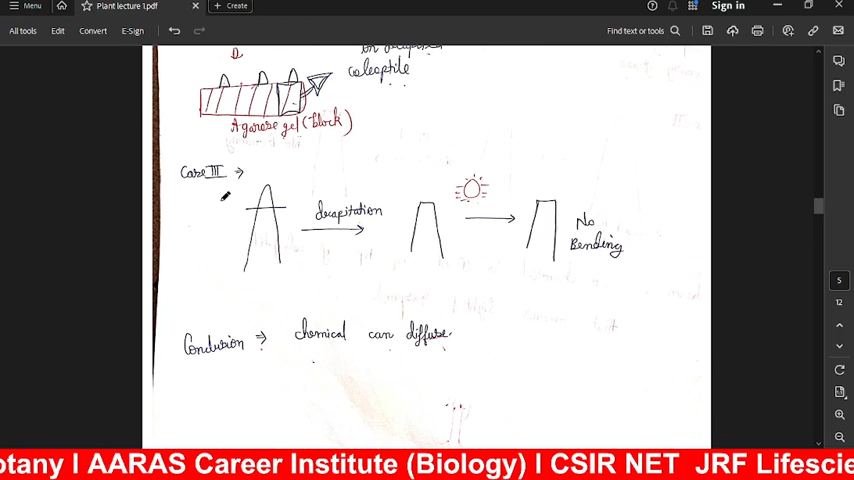 Menu
Plant lecture 1.pdf
Create
Sign in
All tools
Edit
Convert
E-Sign
Find text or tools
D
coleoptile
Agarose gel (block)
Case III →
decapitation
No
Bending
Conclusion ⇒ chemical can diffuse.
5
12
otany l AARAS Career Institute (Biology) l CSIR NET JRF Lifescie